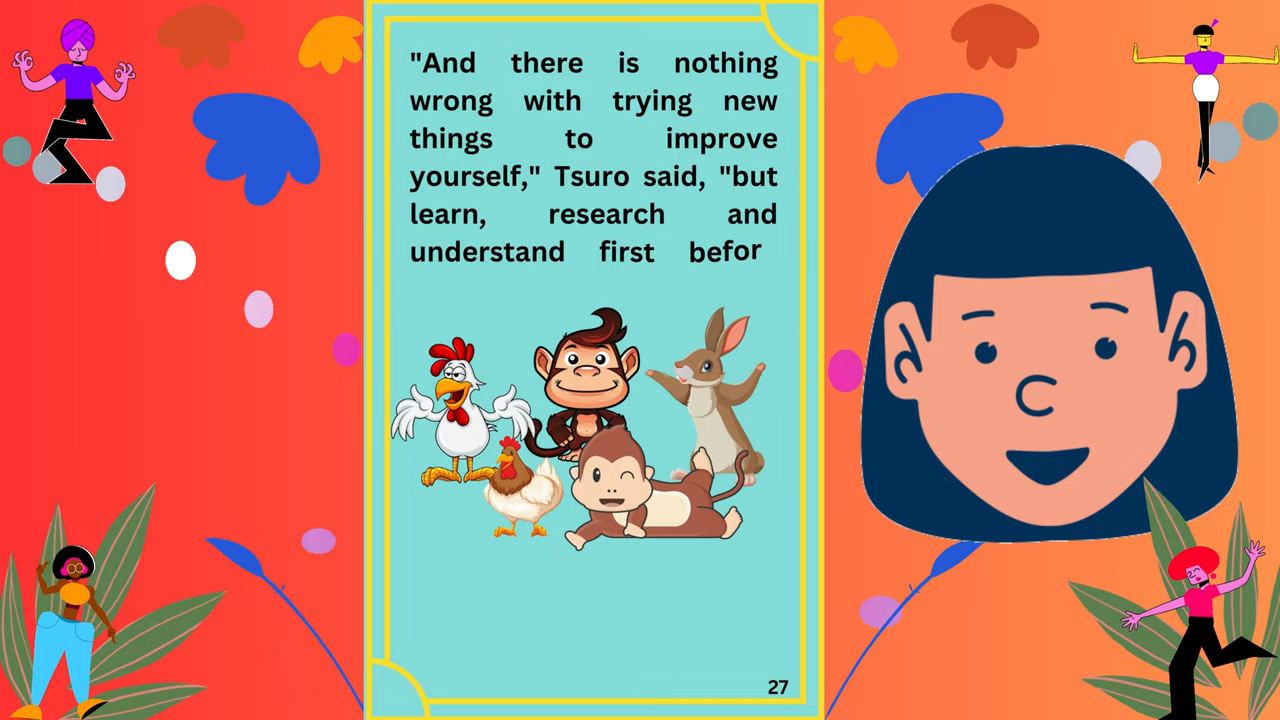 "And there is nothing
wrong with trying new
things to improve
yourself," Tsuro said, "but
learn, research and
understand first befor
27